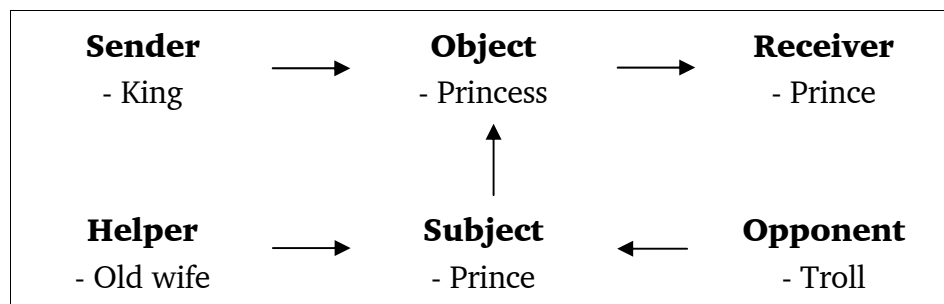 Sender Object Receiver
- King - Princess - Prince
Helper Subject Opponent
- Old wife - Prince - Troll